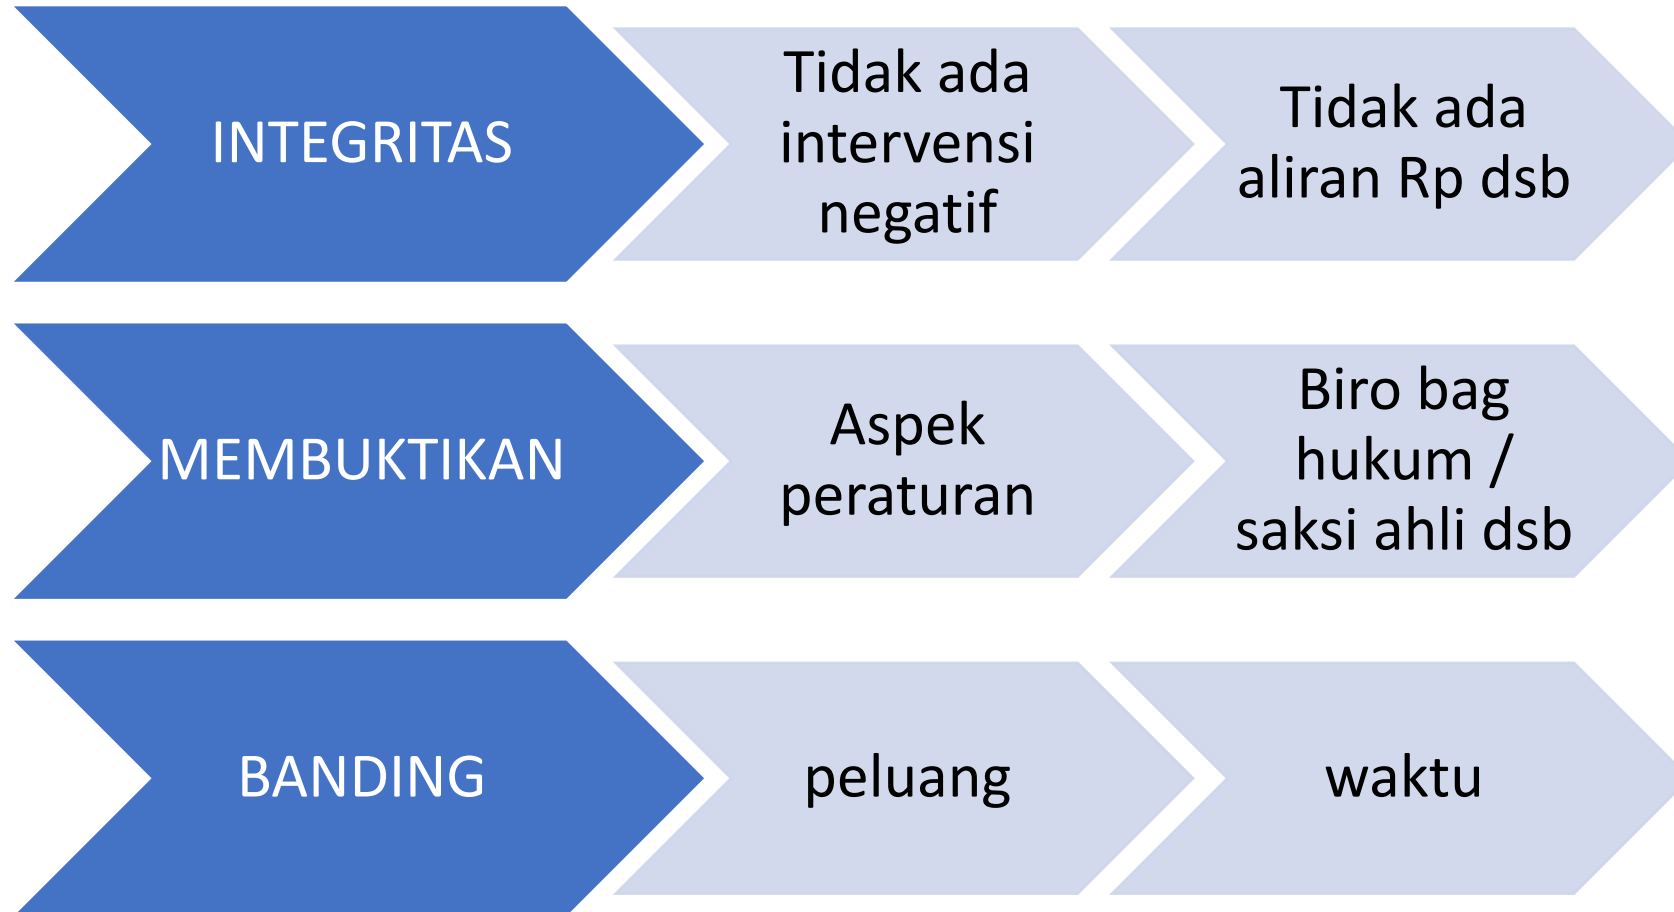 INTEGRITAS
Tidak ada
intervensi
negatif
Tidak ada
aliran Rp dsb
MEMBUKTIKAN
Aspek
peraturan
Biro bag
hukum /
saksi ahli dsb
BANDING
peluang
waktu